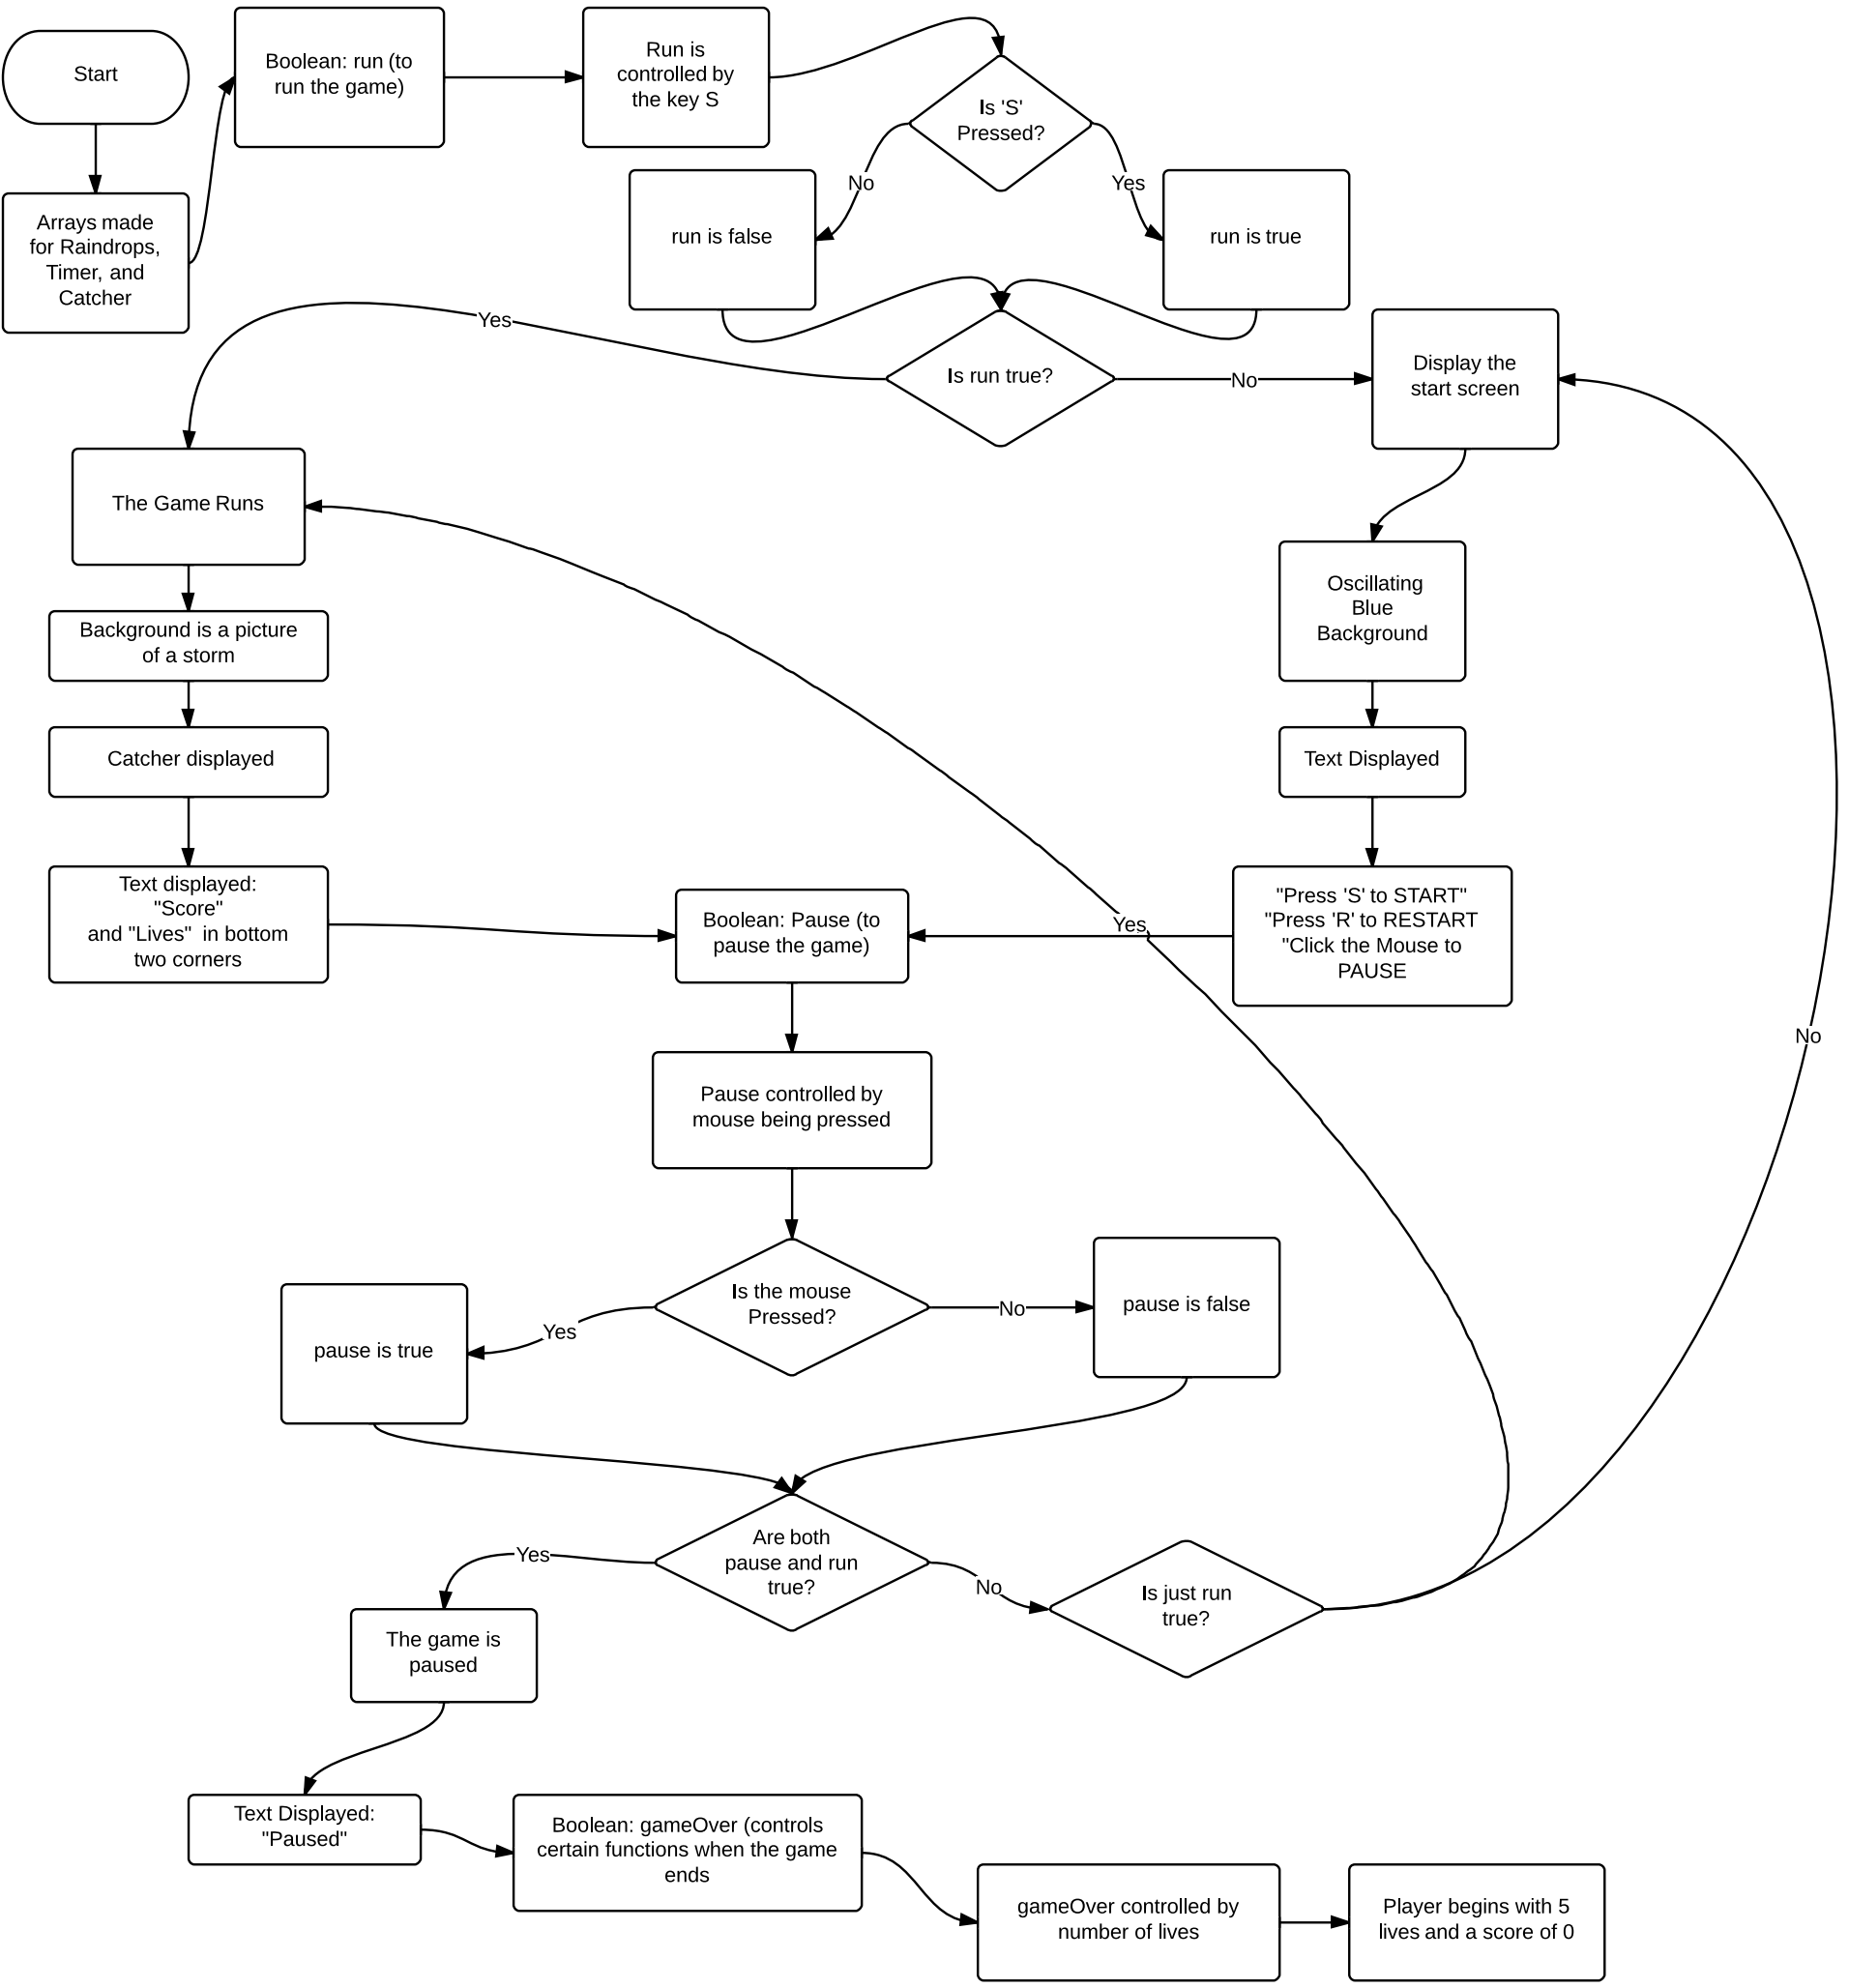 Start
Boolean: run (to
run the game)
Run is
controlled by
the key S
Is 'S'
Pressed?
Arrays made
for Raindrops,
Timer, and
Catcher
No
Yes
run is false
run is true
Yes
Is run true?
No
Display the
start screen
The Game Runs
Background is a picture
of a storm
Catcher displayed
Text displayed:
"Score"
and "Lives"  in bottom
two corners
Oscillating
Blue
Background
Text Displayed
"Press 'S' to START"
"Press 'R' to RESTART
"Click the Mouse to
PAUSE
Yes
Boolean: Pause (to
pause the game)
No
Pause controlled by
mouse being pressed
Is the mouse
Pressed?
Yes
No
pause is true
pause is false
Are both
pause and run
true?
Yes
No
Is just run
true?
The game is
paused
Text Displayed:
"Paused"
Boolean: gameOver (controls
certain functions when the game
ends
gameOver controlled by
number of lives
Player begins with 5
lives and a score of 0